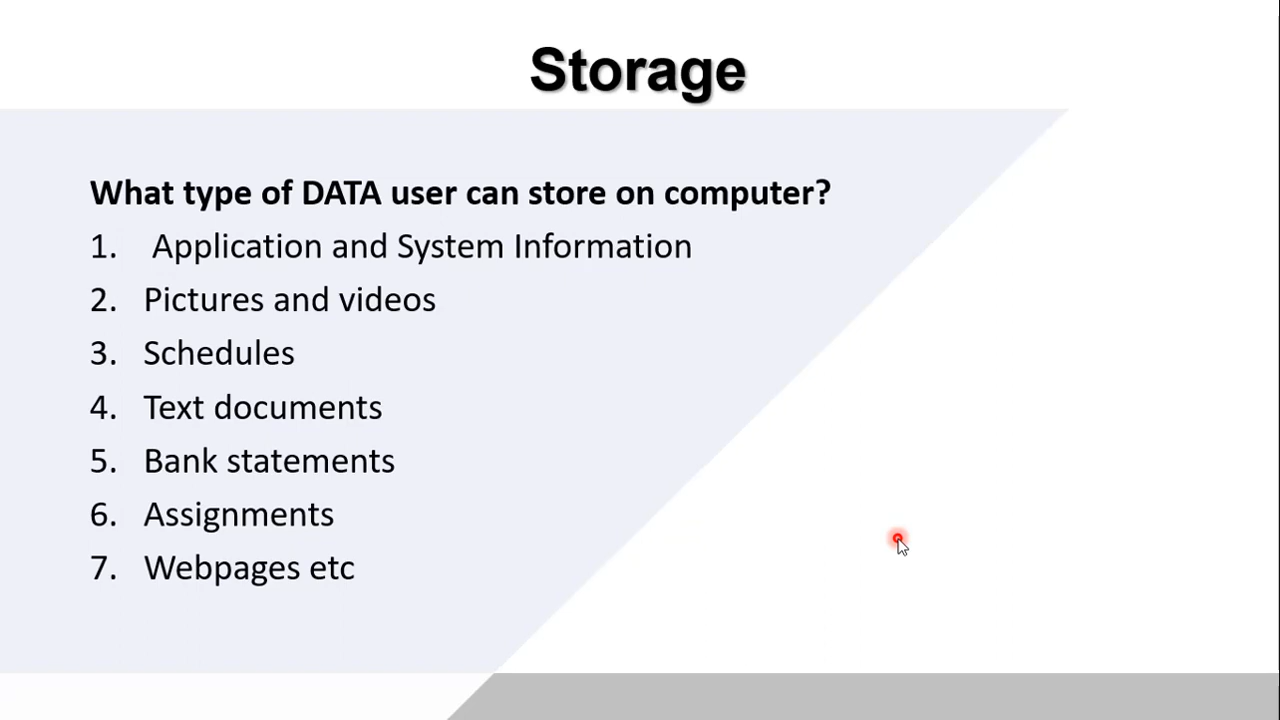 Storage
What type of DATA user can store on computer?
1. Application and System Information
2. Pictures and videos
3. Schedules
4. Text documents
5. Bank statements
6. Assignments
7. Webpages etc